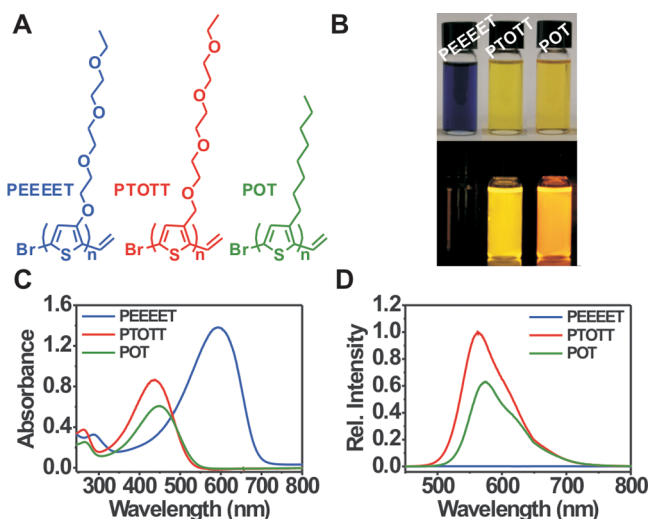 A
PEEEET
O
O
O
O
Br
S
n
PTOTT
O
O
O
O
Br
S
n
POT
Br
S
n
B
PEEEET
PTOTT
POT
C
PEEEET
PTOTT
POT
Absorbance
1.6
1.2
0.8
0.4
0.0
300 400 500 600 700 800
Wavelength (nm)
D
PEEEET
PTOTT
POT
Rel. Intensity
1.2
1.0
0.8
0.6
0.4
0.2
0.0
500 600 700 800
Wavelength (nm)